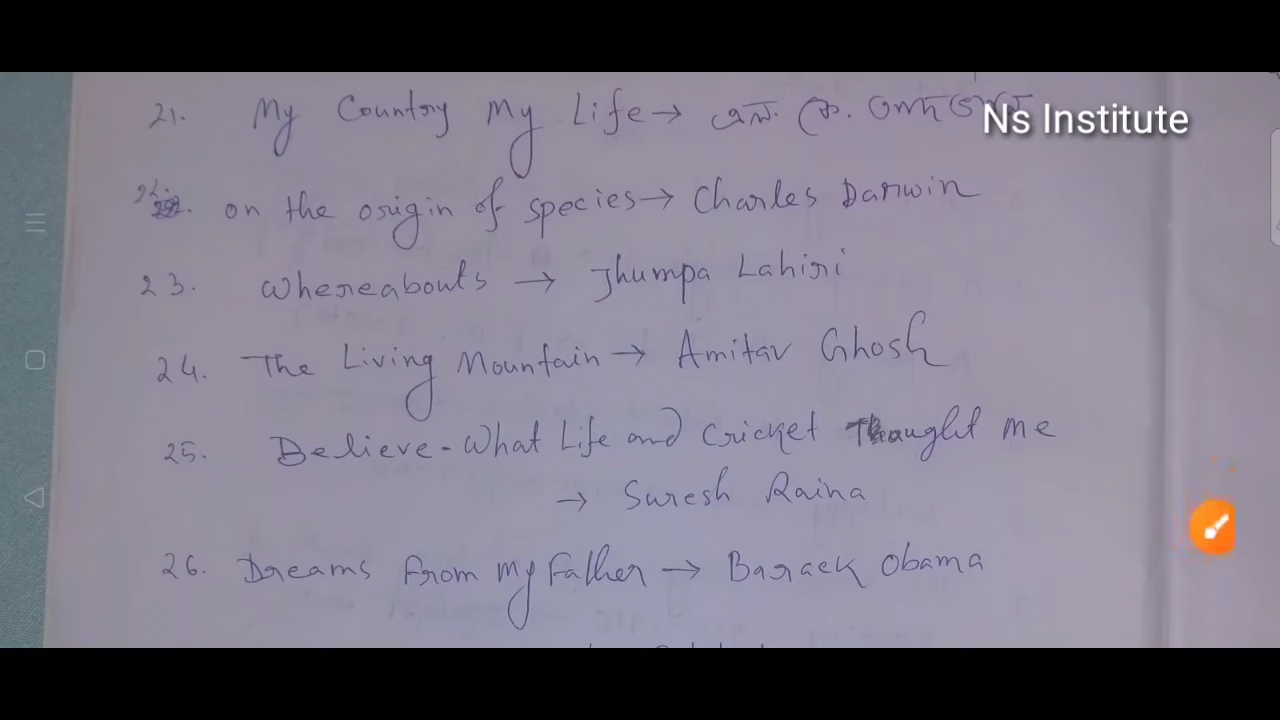 Ns Institute
21. My Country My Life → এল. কে.
22. on the origin of species → Charles Darwin
23. Whereabouts → Jhumpa Lahiri
24. The Living Mountain → Amitav Ghosh
25. Believe - What Life and Cricket Thaught Me
→ Suresh Raina
26. Dreams From My Father → Barack Obama